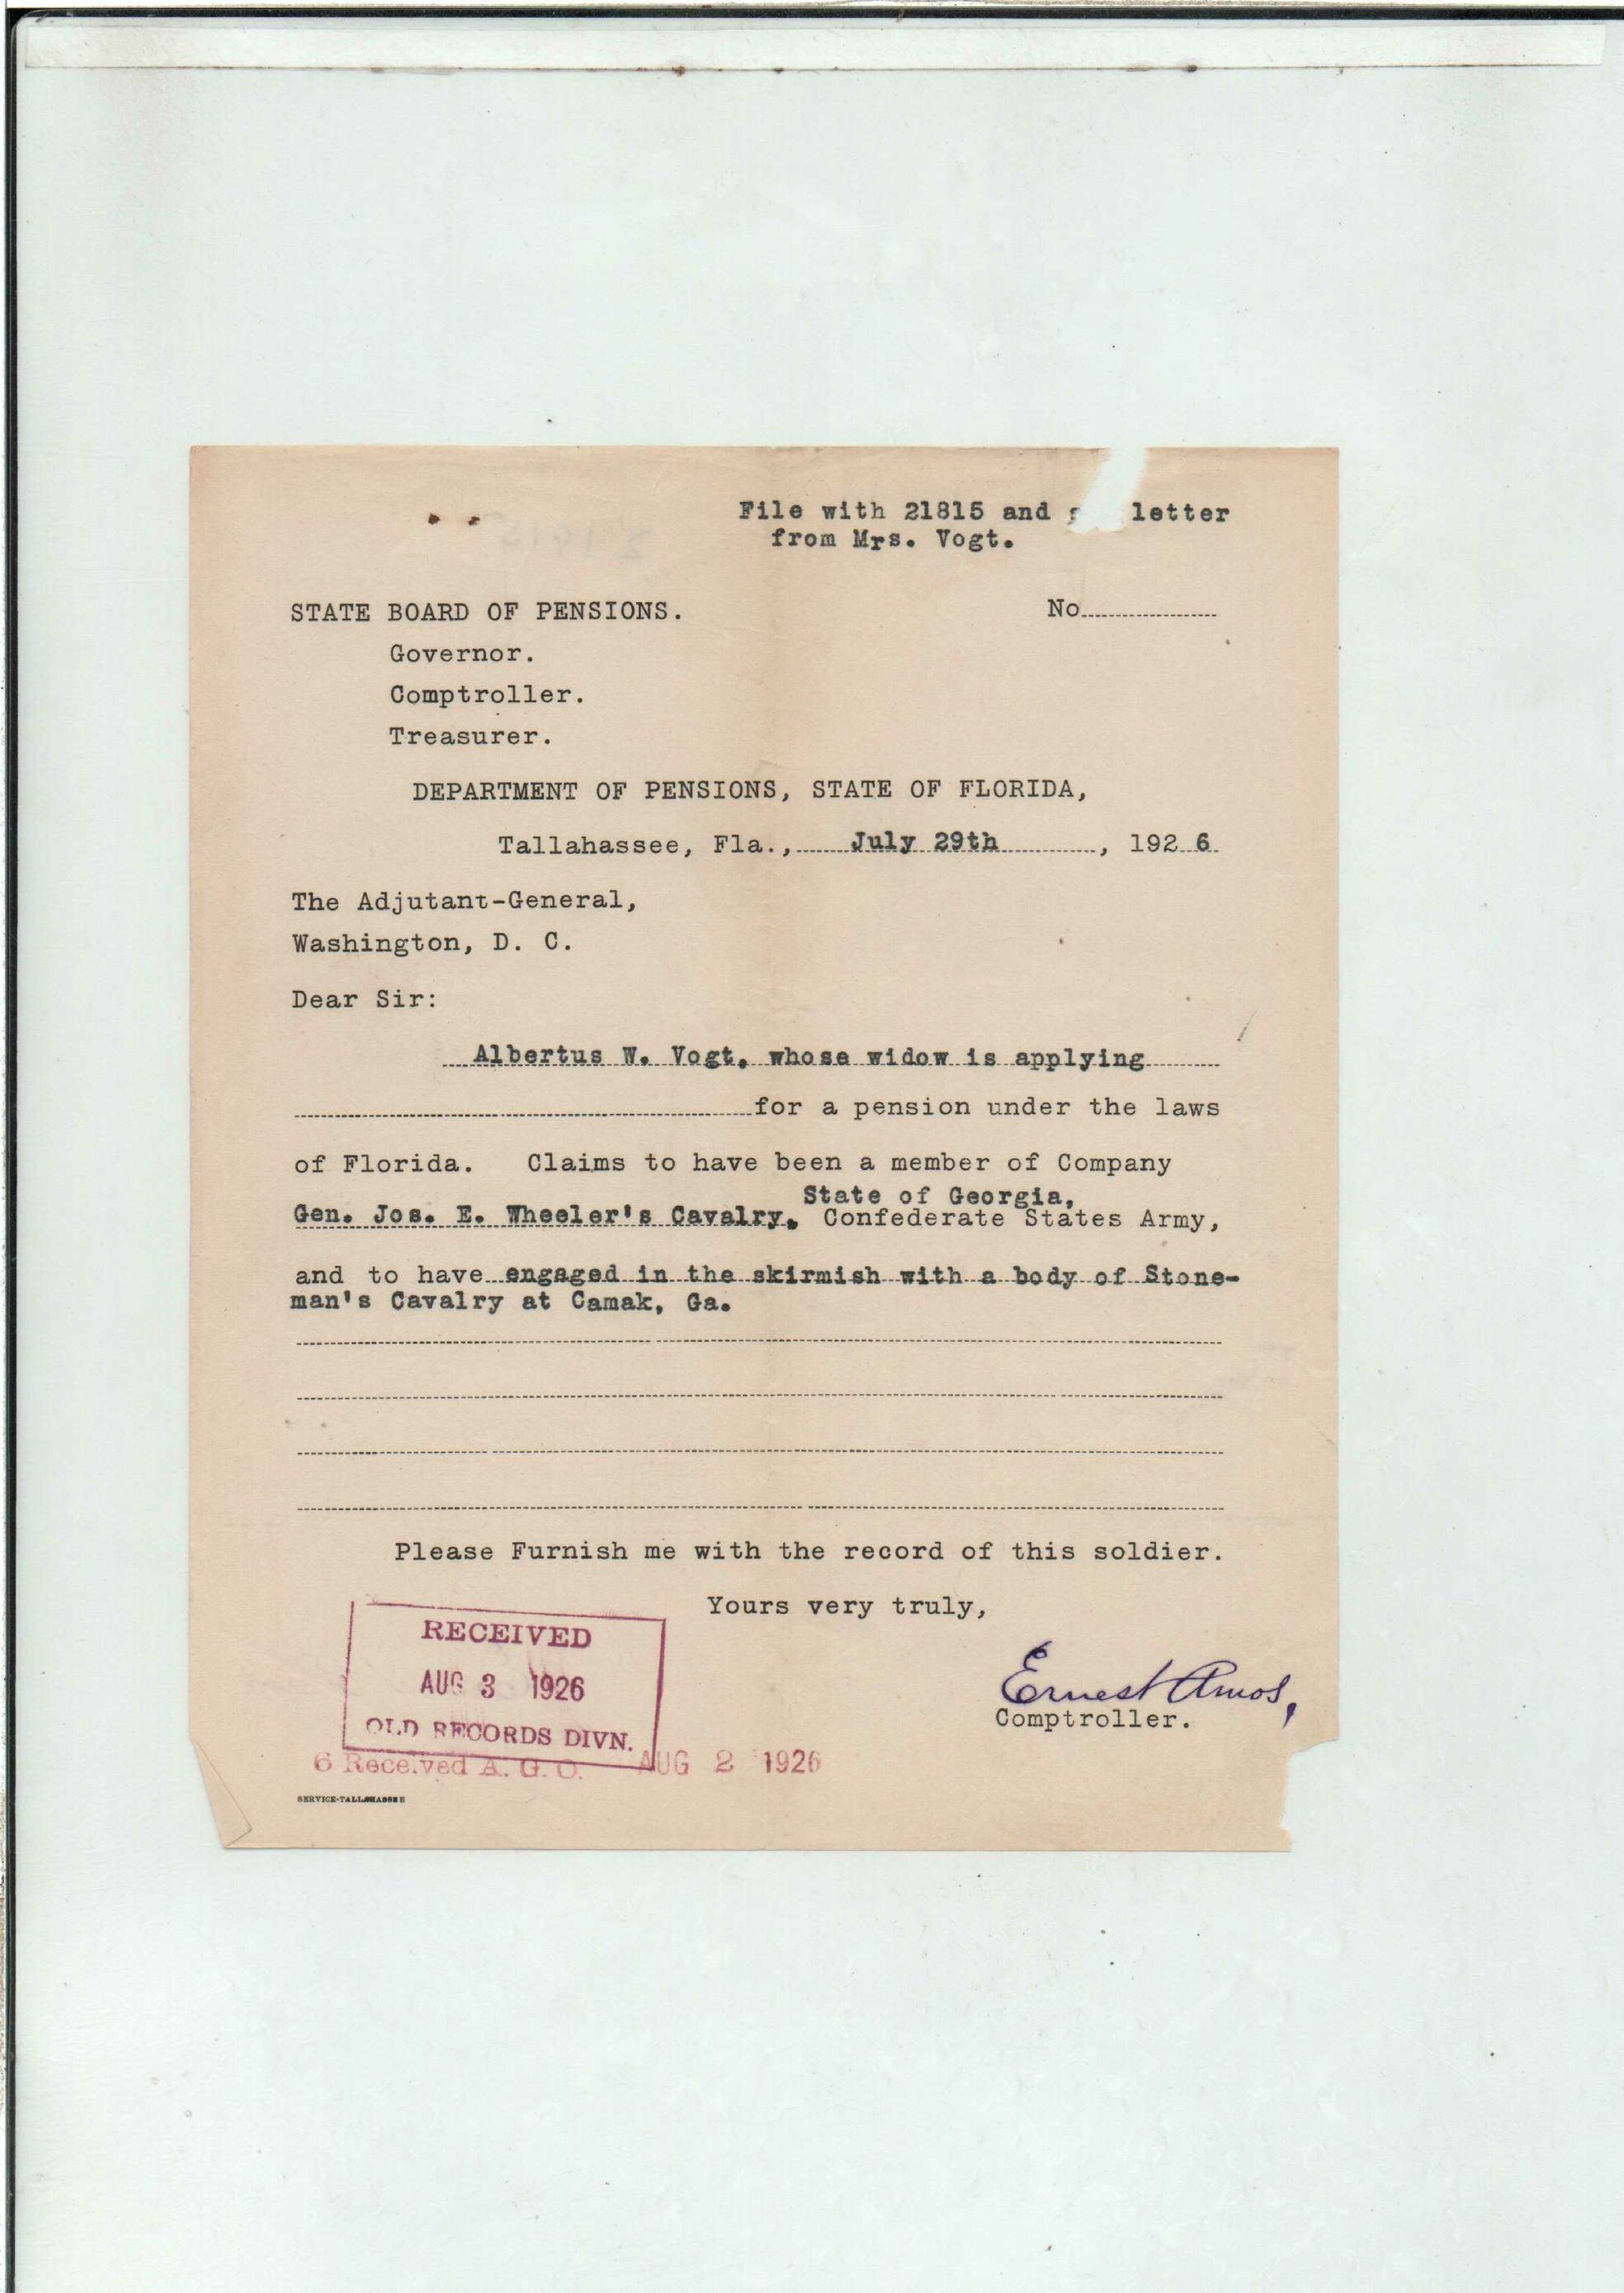 File with 21815 and letter
from Mrs. Vogt.
STATE BOARD OF PENSIONS.
No
Governor.
Comptroller.
Treasurer.
DEPARTMENT OF PENSIONS, STATE OF FLORIDA,
Tallahassee, Fla., July 29th, 192 6
The Adjutant-General,
Washington, D. C.
Dear Sir:
Albertus W. Vogt, whose widow is applying
for a pension under the laws
of Florida. Claims to have been a member of Company
State of Georgia,
Gen. Jos. E. Wheeler's Cavalry, Confederate States Army,
and to have engaged in the skirmish with a body of Stone-
man's Cavalry at Camak, Ga.
Please Furnish me with the record of this soldier.
Yours very truly,
Ernest Amos,
Comptroller.
RECEIVED
AUG 3 1926
OLD RECORDS DIVN.
6 Received A. G. O. AUG 2 1926
SERVICE-TALLAHASSEE